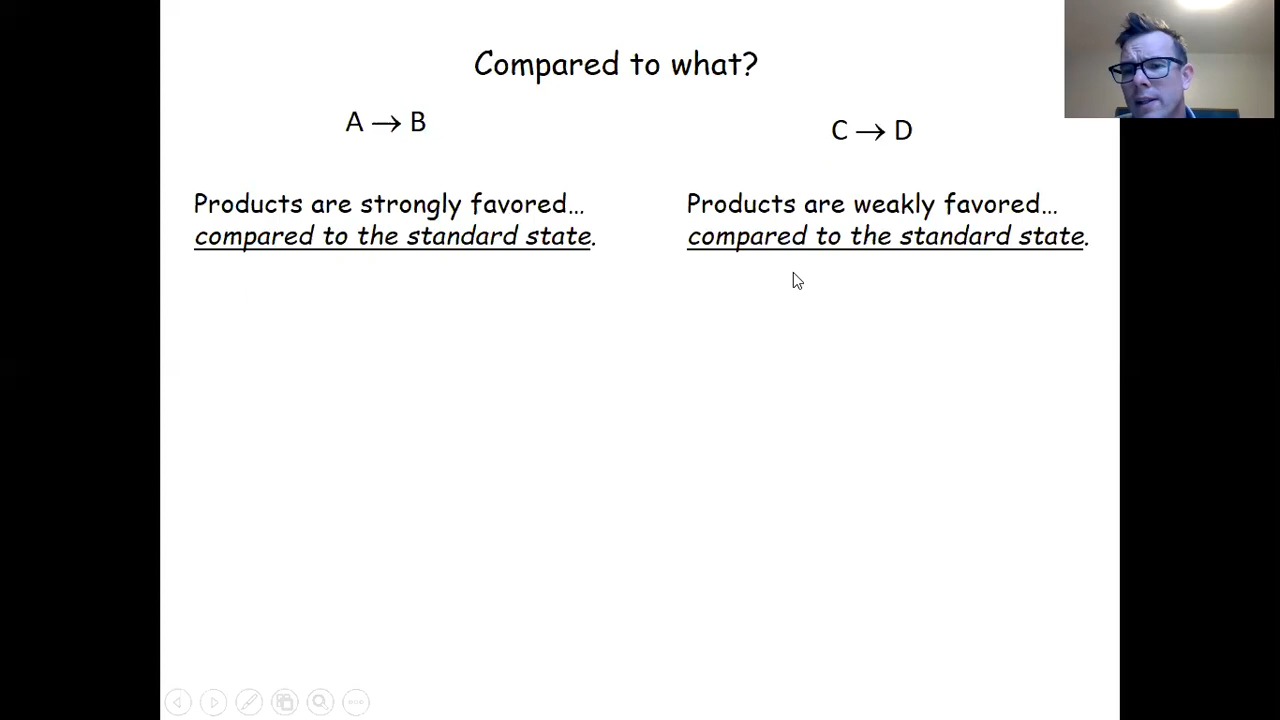 Compared to what?
A → B
C → D
Products are strongly favored…
compared to the standard state.
Products are weakly favored…
compared to the standard state.